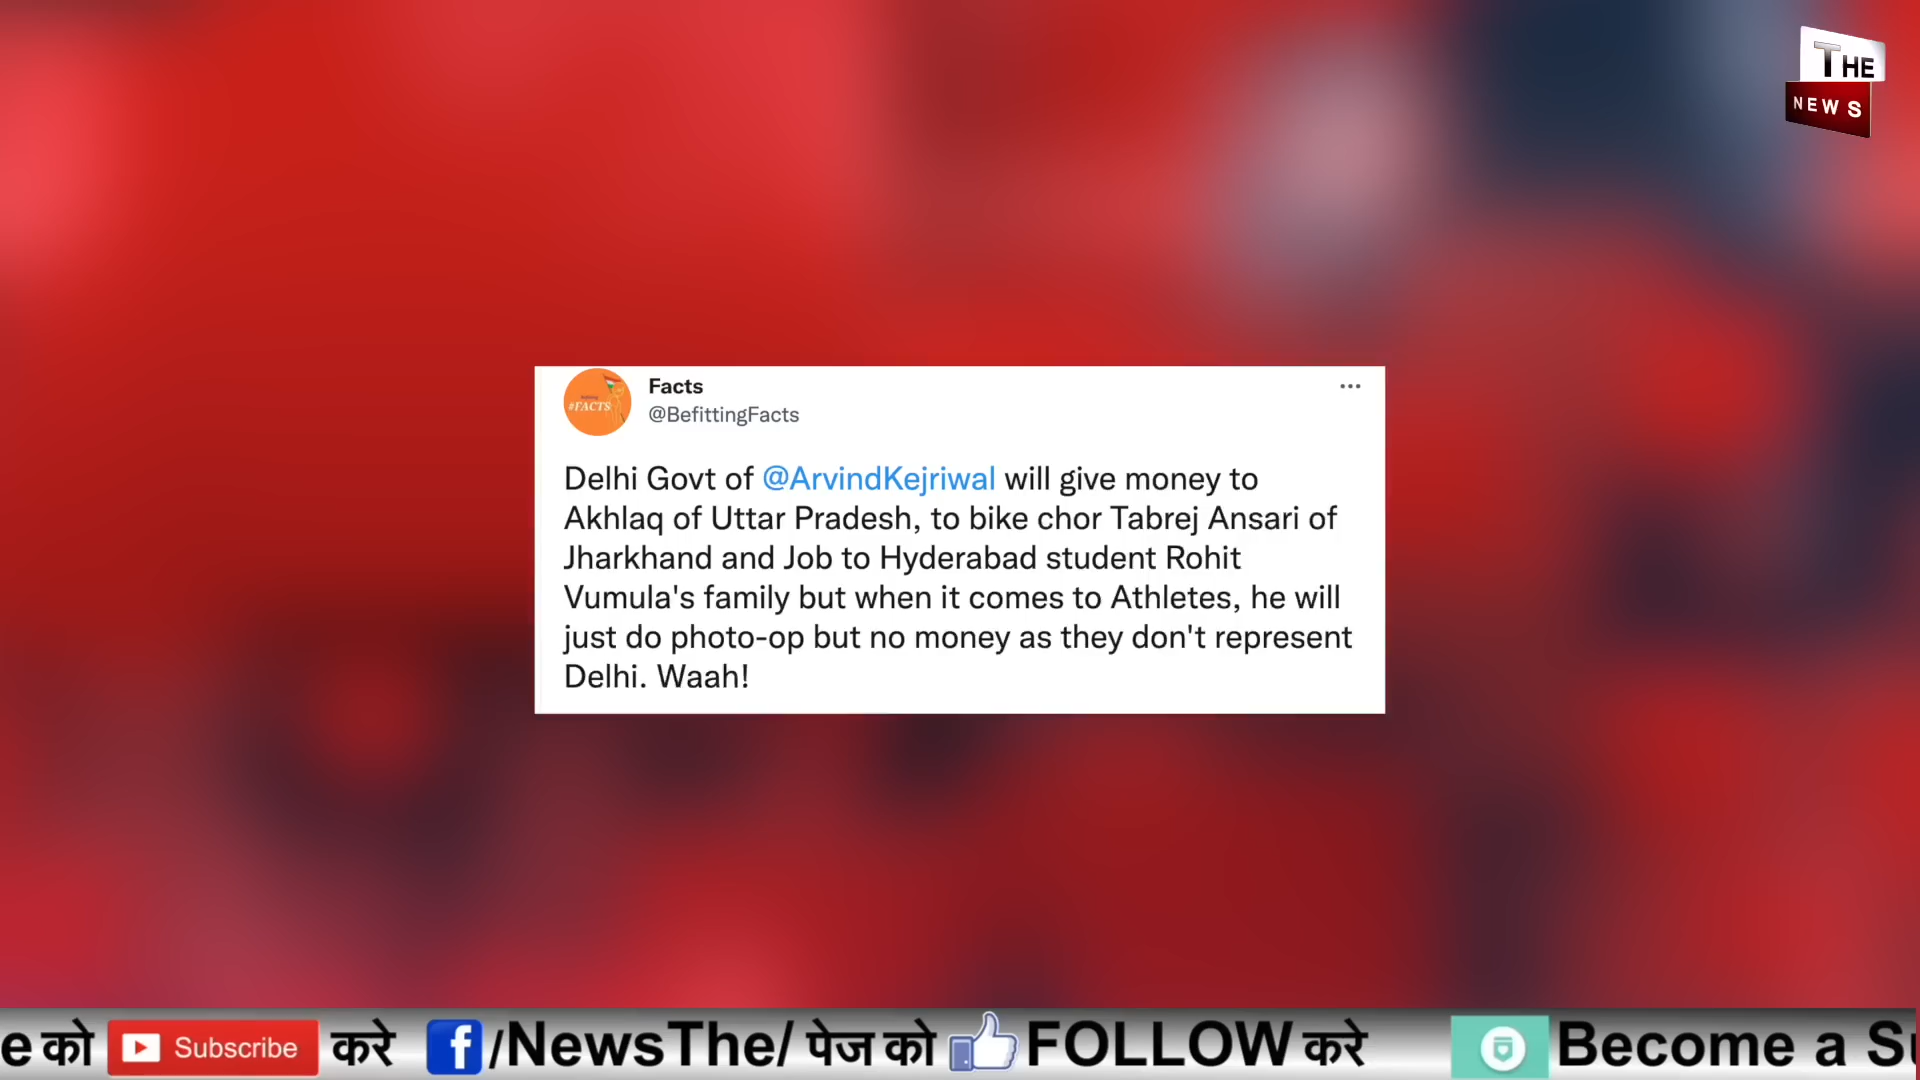 THE
NEWS
#FACTS
Facts
@BefittingFacts
Delhi Govt of @ArvindKejriwal will give money to
Akhlaq of Uttar Pradesh, to bike chor Tabrej Ansari of
Jharkhand and Job to Hyderabad student Rohit
Vumula's family but when it comes to Athletes, he will
just do photo-op but no money as they don't represent
Delhi. Waah!
e को Subscribe करे /NewsThe/ पेज को FOLLOW करे Become a Su